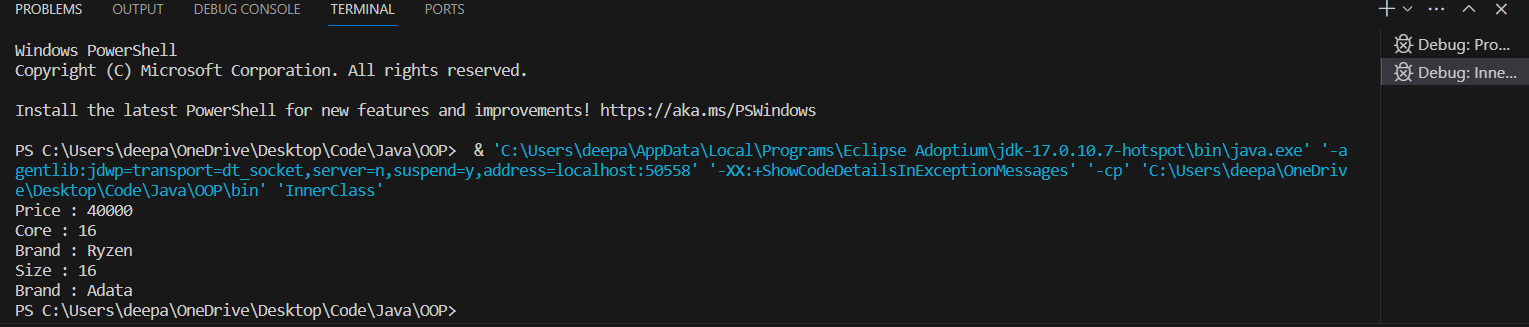 PROBLEMS OUTPUT DEBUG CONSOLE TERMINAL PORTS
Windows PowerShell
Copyright (C) Microsoft Corporation. All rights reserved.
Install the latest PowerShell for new features and improvements! https://aka.ms/PSWindows
PS C:\Users\deepa\OneDrive\Desktop\Code\Java\OOP>  & 'C:\Users\deepa\AppData\Local\Programs\Eclipse Adoptium\jdk-17.0.10.7-hotspot\bin\java.exe' '-a
gentlib:jdwp=transport=dt_socket,server=n,suspend=y,address=localhost:50558' '-XX:+ShowCodeDetailsInExceptionMessages' '-cp' 'C:\Users\deepa\OneDriv
e\Desktop\Code\Java\OOP\bin' 'InnerClass'
Price : 40000
Core : 16
Brand : Ryzen
Size : 16
Brand : Adata
PS C:\Users\deepa\OneDrive\Desktop\Code\Java\OOP>
Debug: Pro...
Debug: Inne...